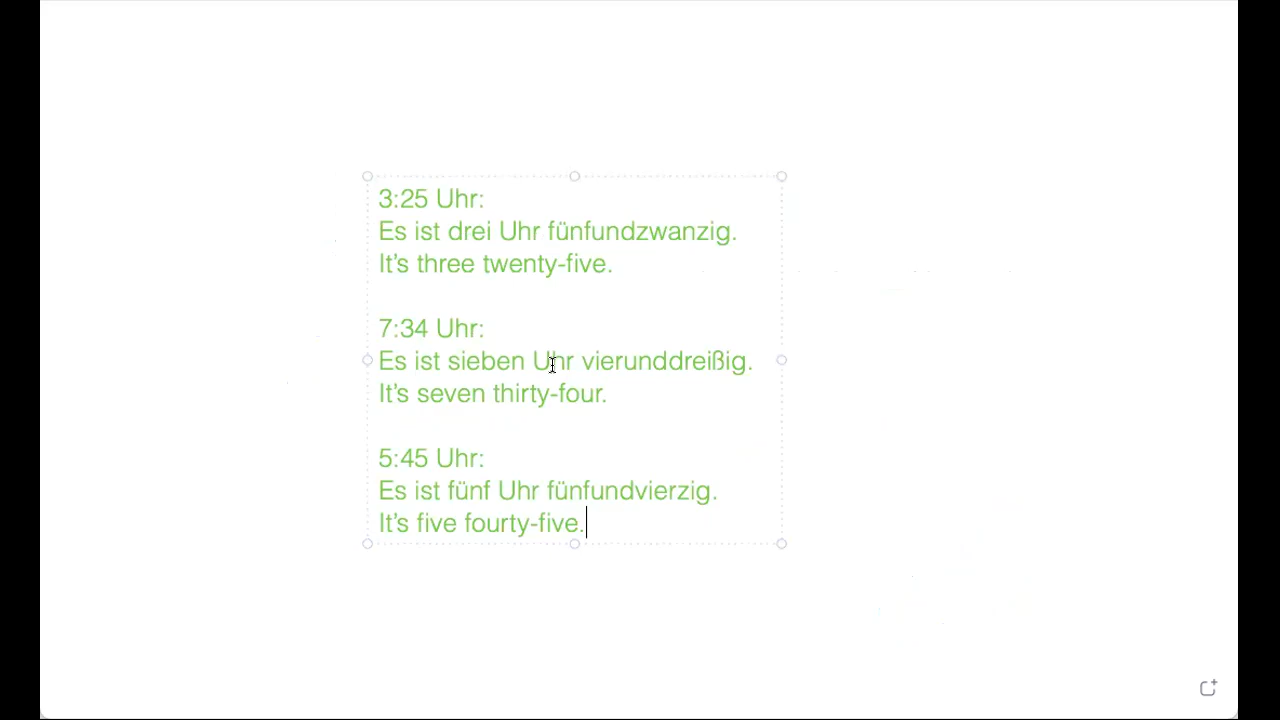 3:25 Uhr:
Es ist drei Uhr fünfundzwanzig.
It's three twenty-five.
7:34 Uhr:
Es ist sieben Uhr vierunddreißig.
It's seven thirty-four.
5:45 Uhr:
Es ist fünf Uhr fünfundvierzig.
It's five fourty-five.